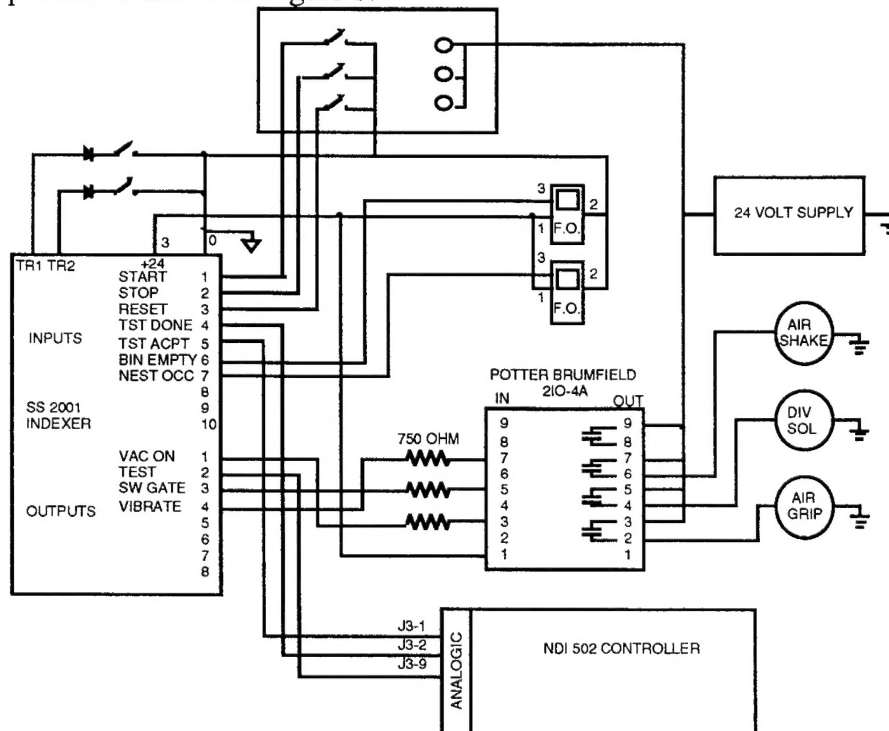 3
2
1
F.O.
3
2
1
F.O.
24 VOLT SUPPLY
TR1 TR2
3
+24
0
INPUTS
SS 2001
INDEXER
OUTPUTS
START 1
STOP 2
RESET 3
TST DONE 4
TST ACPT 5
BIN EMPTY 6
NEST OCC 7
8
9
10
VAC ON 1
TEST 2
SW GATE 3
VIBRATE 4
5
6
7
8
750 OHM
POTTER BRUMFIELD
2IO-4A
IN OUT
9 9
8 8
7 7
6 6
5 5
4 4
3 3
2 2
1 1
AIR
SHAKE
DIV
SOL
AIR
GRIP
J3-1
J3-2
J3-9
ANALOGIC
NDI 502 CONTROLLER